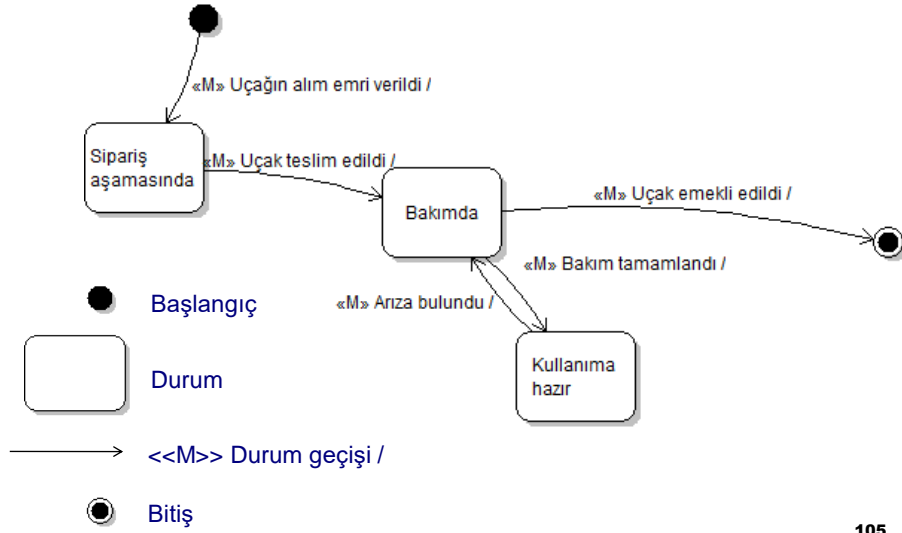 «M» Uçağın alım emri verildi /
Sipariş
aşamasında
«M» Uçak teslim edildi /
Bakımda
«M» Uçak emekli edildi /
«M» Bakım tamamlandı /
«M» Arıza bulundu /
Kullanıma
hazır
Başlangıç
Durum
<<M>> Durum geçişi /
Bitiş
105